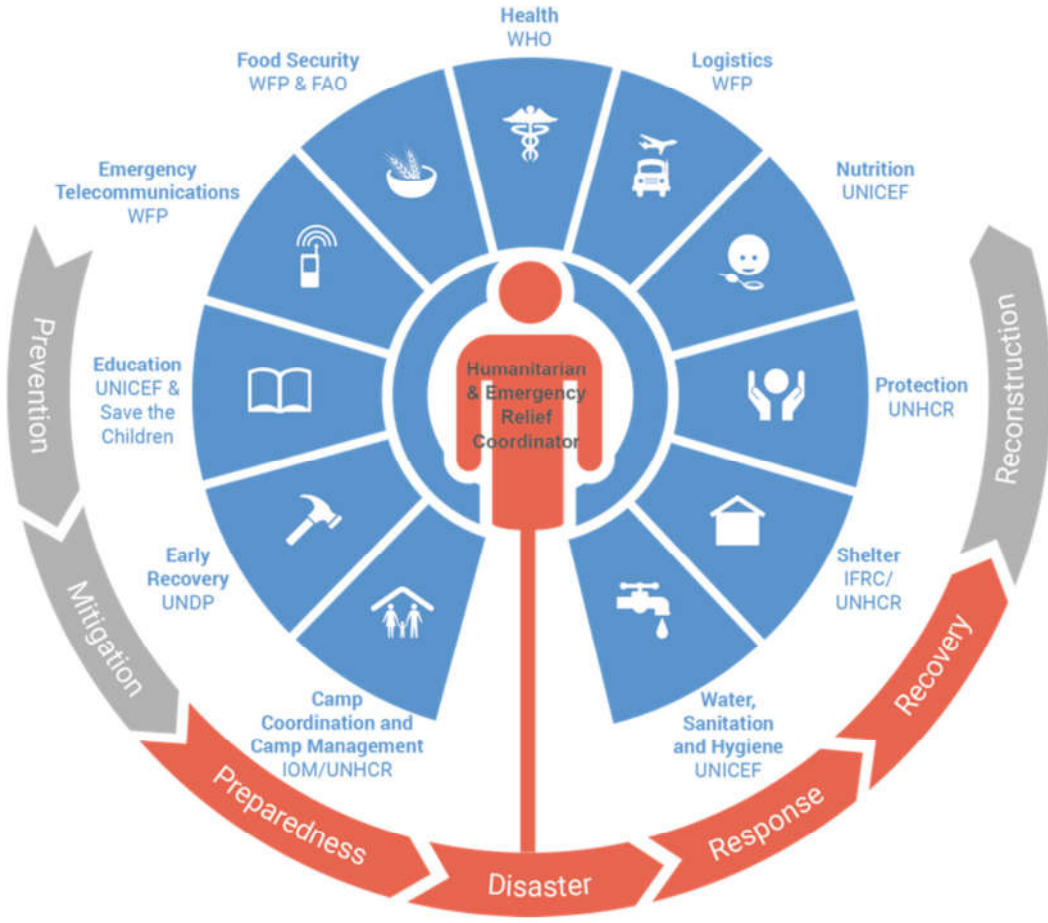 Health
WHO
Logistics
WFP
Nutrition
UNICEF
Protection
UNHCR
Shelter
IFRC/
UNHCR
Water,
Sanitation
and Hygiene
UNICEF
Camp
Coordination and
Camp Management
IOM/UNHCR
Early
Recovery
UNDP
Education
UNICEF &
Save the
Children
Emergency
Telecommunications
WFP
Food Security
WFP & FAO
Humanitarian
& Emergency
Relief
Coordinator
Prevention
Mitigation
Preparedness
Disaster
Response
Recovery
Reconstruction